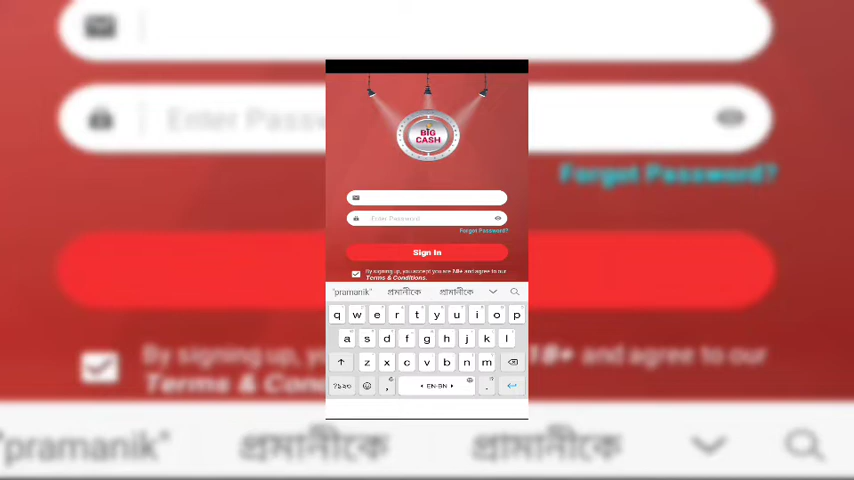 BIG
CASH
Enter Password
Forgot Password?
Sign In
By signing up, you accept you are 18+ and agree to our
Terms & Conditions.
"pramanik" প্রামানীকে প্রামানীকে
q w e r t y u i o p
a s d f g h j k l
z x c v b n m
?১২৩ , EN-BN .